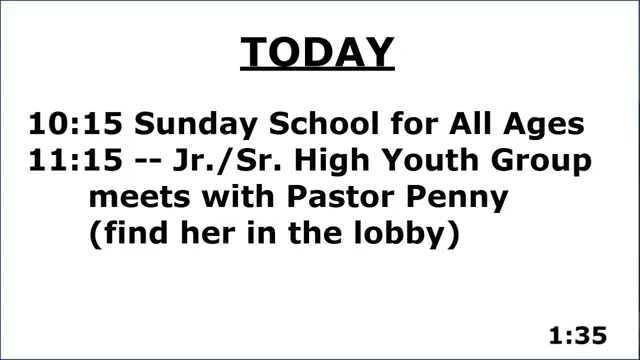 TODAY
10:15 Sunday School for All Ages
11:15 -- Jr./Sr. High Youth Group
meets with Pastor Penny
(find her in the lobby)
1:35